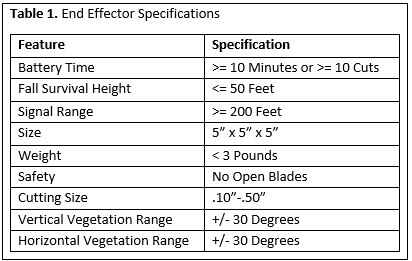 Table 1. End Effector Specifications
Feature Specification
Battery Time >= 10 Minutes or >= 10 Cuts
Fall Survival Height <= 50 Feet
Signal Range >= 200 Feet
Size 5” x 5” x 5”
Weight < 3 Pounds
Safety No Open Blades
Cutting Size .10”-.50”
Vertical Vegetation Range +/- 30 Degrees
Horizontal Vegetation Range +/- 30 Degrees